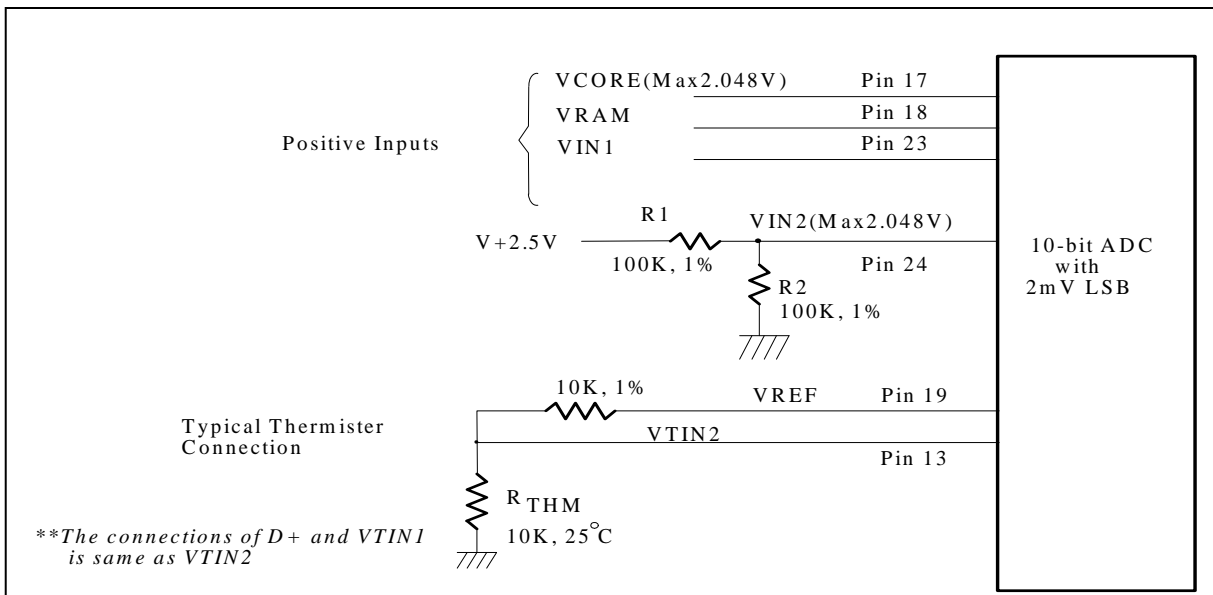 VCORE(Max2.048V) Pin 17
VRAM Pin 18
Positive Inputs VIN1 Pin 23
R1 VIN2(Max2.048V)
V+2.5V
100K, 1% Pin 24
R2
100K, 1%
10-bit ADC
with
2mV LSB
10K, 1% VREF Pin 19
Typical Thermister
Connection
VTIN2
Pin 13
R THM
10K, 25°C
**The connections of D+ and VTIN1
is same as VTIN2